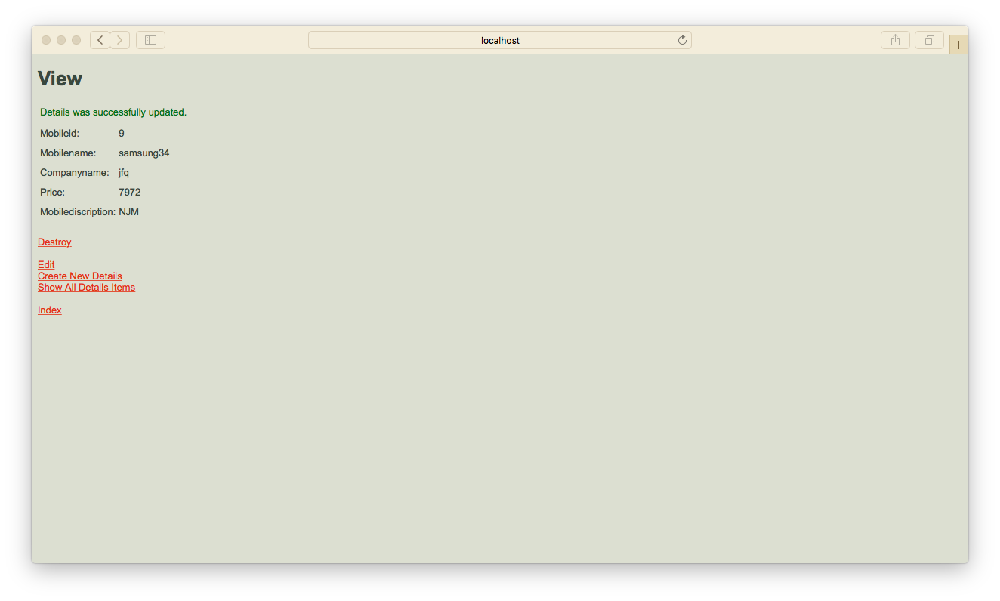 localhost
View
Details was successfully updated.
Mobileid: 9
Mobilename: samsung34
Companyname: jfq
Price: 7972
Mobilediscription: NJM
Destroy
Edit
Create New Details
Show All Details Items
Index